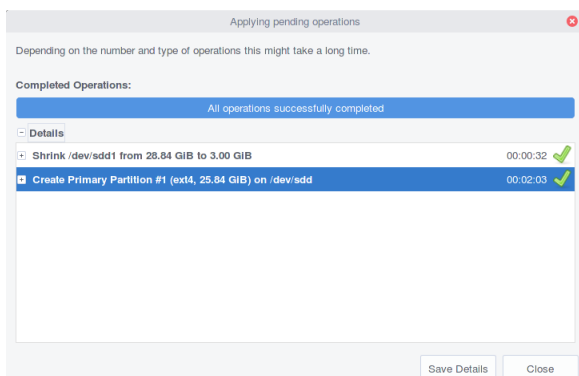 Applying pending operations
Depending on the number and type of operations this might take a long time.
Completed Operations:
All operations successfully completed
Details
Shrink /dev/sdd1 from 28.84 GiB to 3.00 GiB 00:00:32
Create Primary Partition #1 (ext4, 25.84 GiB) on /dev/sdd 00:02:03
Save Details Close